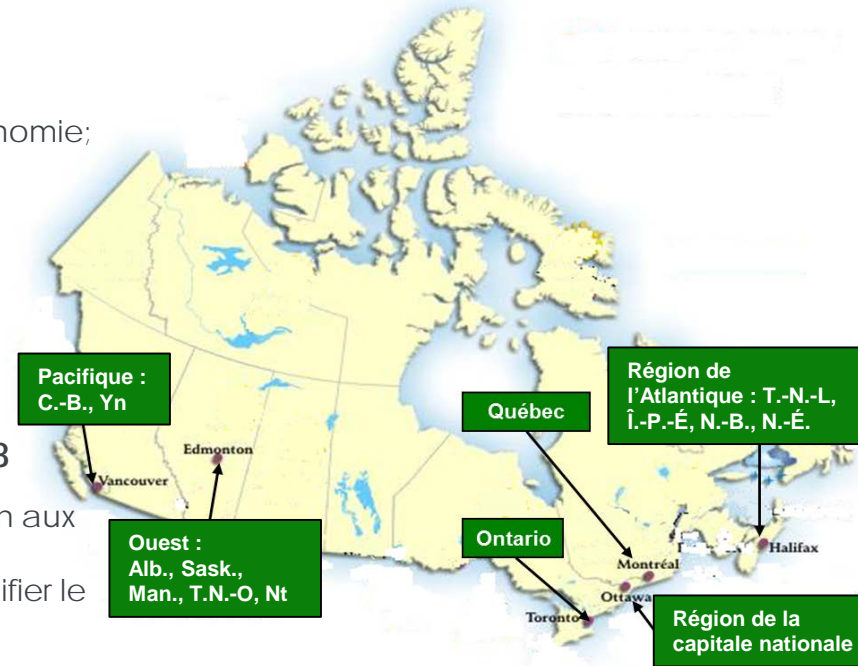 nomie;
Pacifique :
C.-B., Yn
Région de
l'Atlantique : T.-N.-L,
Î.-P.-É, N.-B., N.-É.
Québec
Edmonton
Vancouver
n aux
Ouest :
Alb., Sask.,
Man., T.N.-O, Nt
Ontario
Montréal
Halifax
ifier le
Ottawa
Toronto
Région de la
capitale nationale